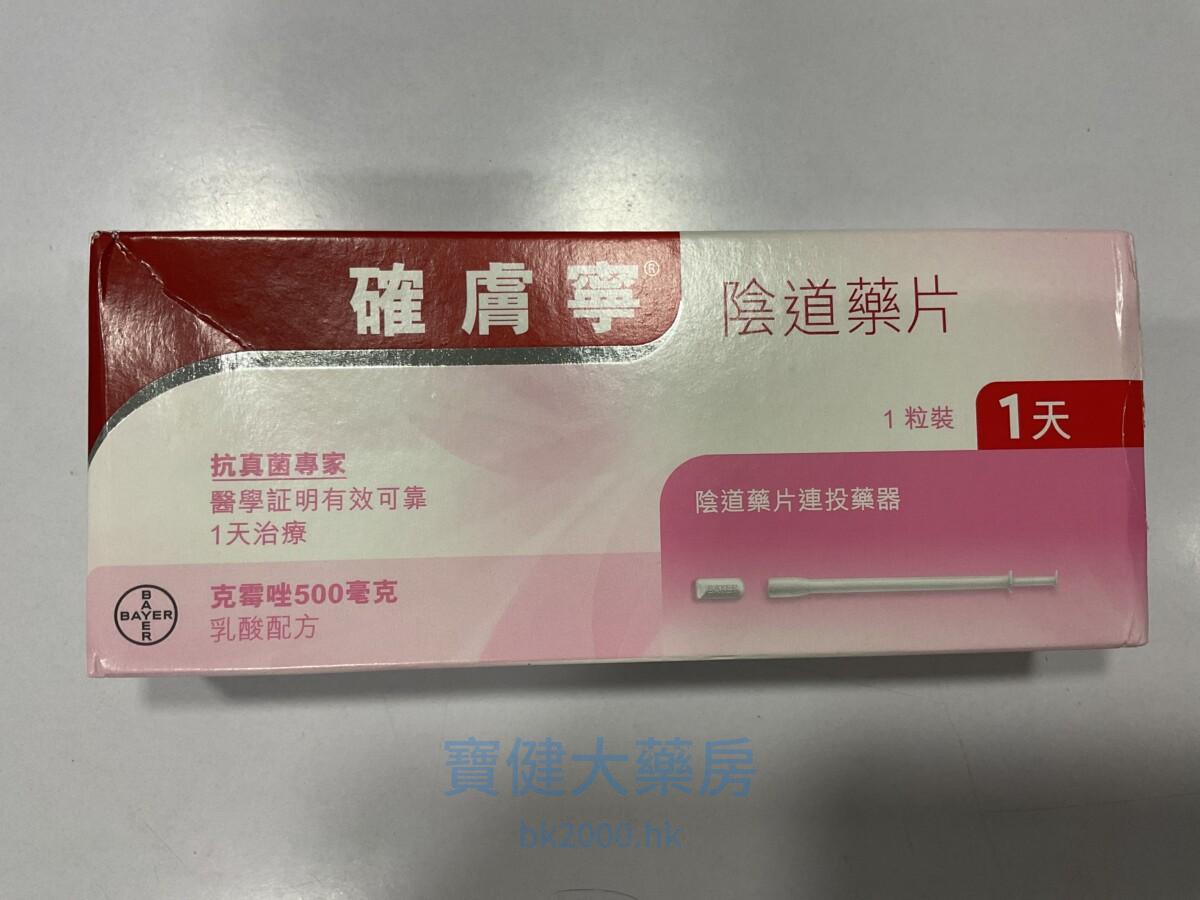 確膚寧®
陰道藥片
1 粒裝
1天
抗真菌專家
醫學証明有效可靠
1天治療
陰道藥片連投藥器
BAYER
BAYER
BAYER
克霉唑500毫克
乳酸配方
寶健大藥房
bk2000.hk